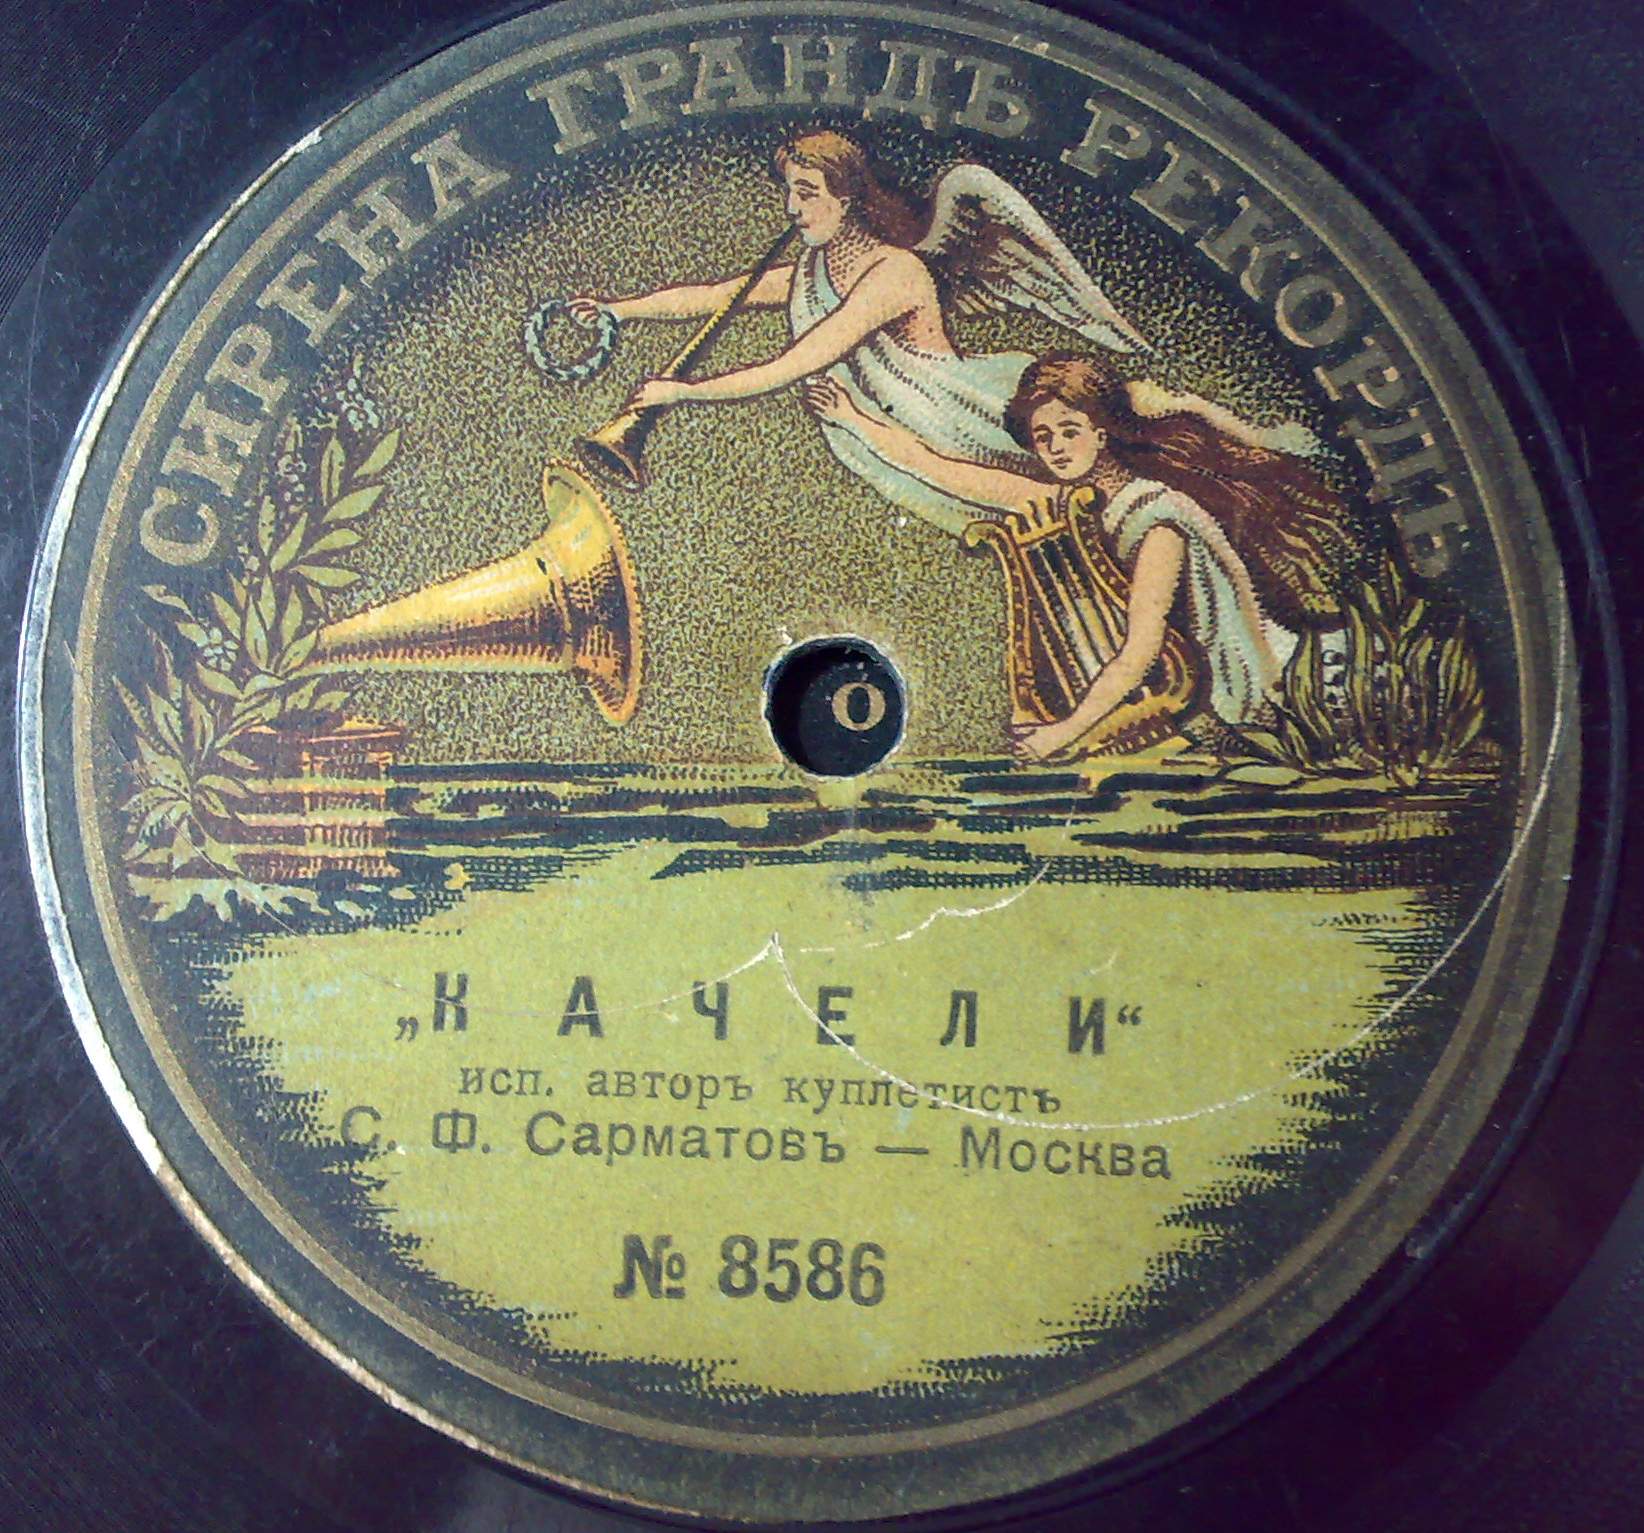 СИРЕНА ГРАНДЪ РЕКОРДЪ
О
„КАЧЕЛИ“
исп. авторъ куплетистъ
С. Ф. Сарматовъ — Москва
№ 8586